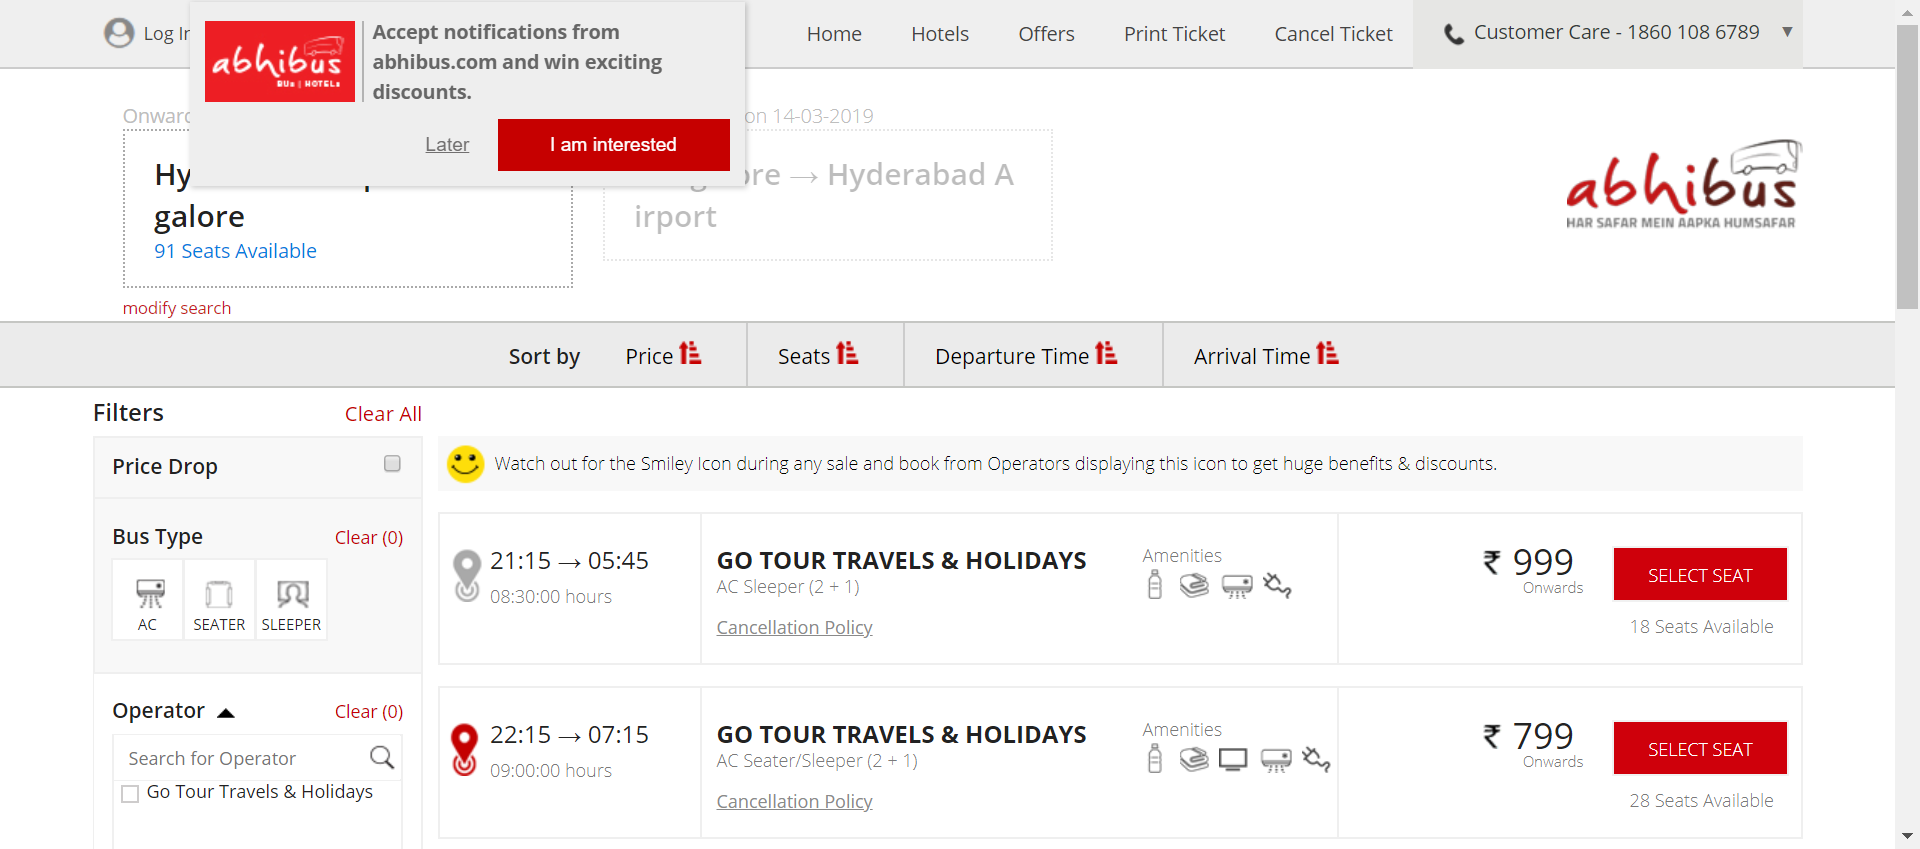 Log In
abhibus
BUS | HOTELS
Accept notifications from
abhibus.com and win exciting
discounts.
Later
I am interested
Home
Hotels
Offers
Print Ticket
Cancel Ticket
Customer Care - 1860 108 6789
on 14-03-2019
galore
91 Seats Available
modify search
→ Hyderabad A
irport
abhibus
HAR SAFAR MEIN AAPKA HUMSAFAR
Sort by
Price
Seats
Departure Time
Arrival Time
Filters
Clear All
Price Drop
Bus Type
Clear (0)
AC
SEATER
SLEEPER
Operator
Clear (0)
Search for Operator
Go Tour Travels & Holidays
Watch out for the Smiley Icon during any sale and book from Operators displaying this icon to get huge benefits & discounts.
21:15 → 05:45
08:30:00 hours
GO TOUR TRAVELS & HOLIDAYS
AC Sleeper (2 + 1)
Cancellation Policy
Amenities
₹ 999
Onwards
SELECT SEAT
18 Seats Available
22:15 → 07:15
09:00:00 hours
GO TOUR TRAVELS & HOLIDAYS
AC Seater/Sleeper (2 + 1)
Cancellation Policy
Amenities
₹ 799
Onwards
SELECT SEAT
28 Seats Available